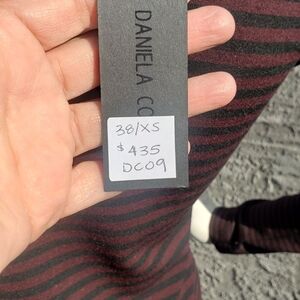 DANIELA CO
38/XS
$435
DC09